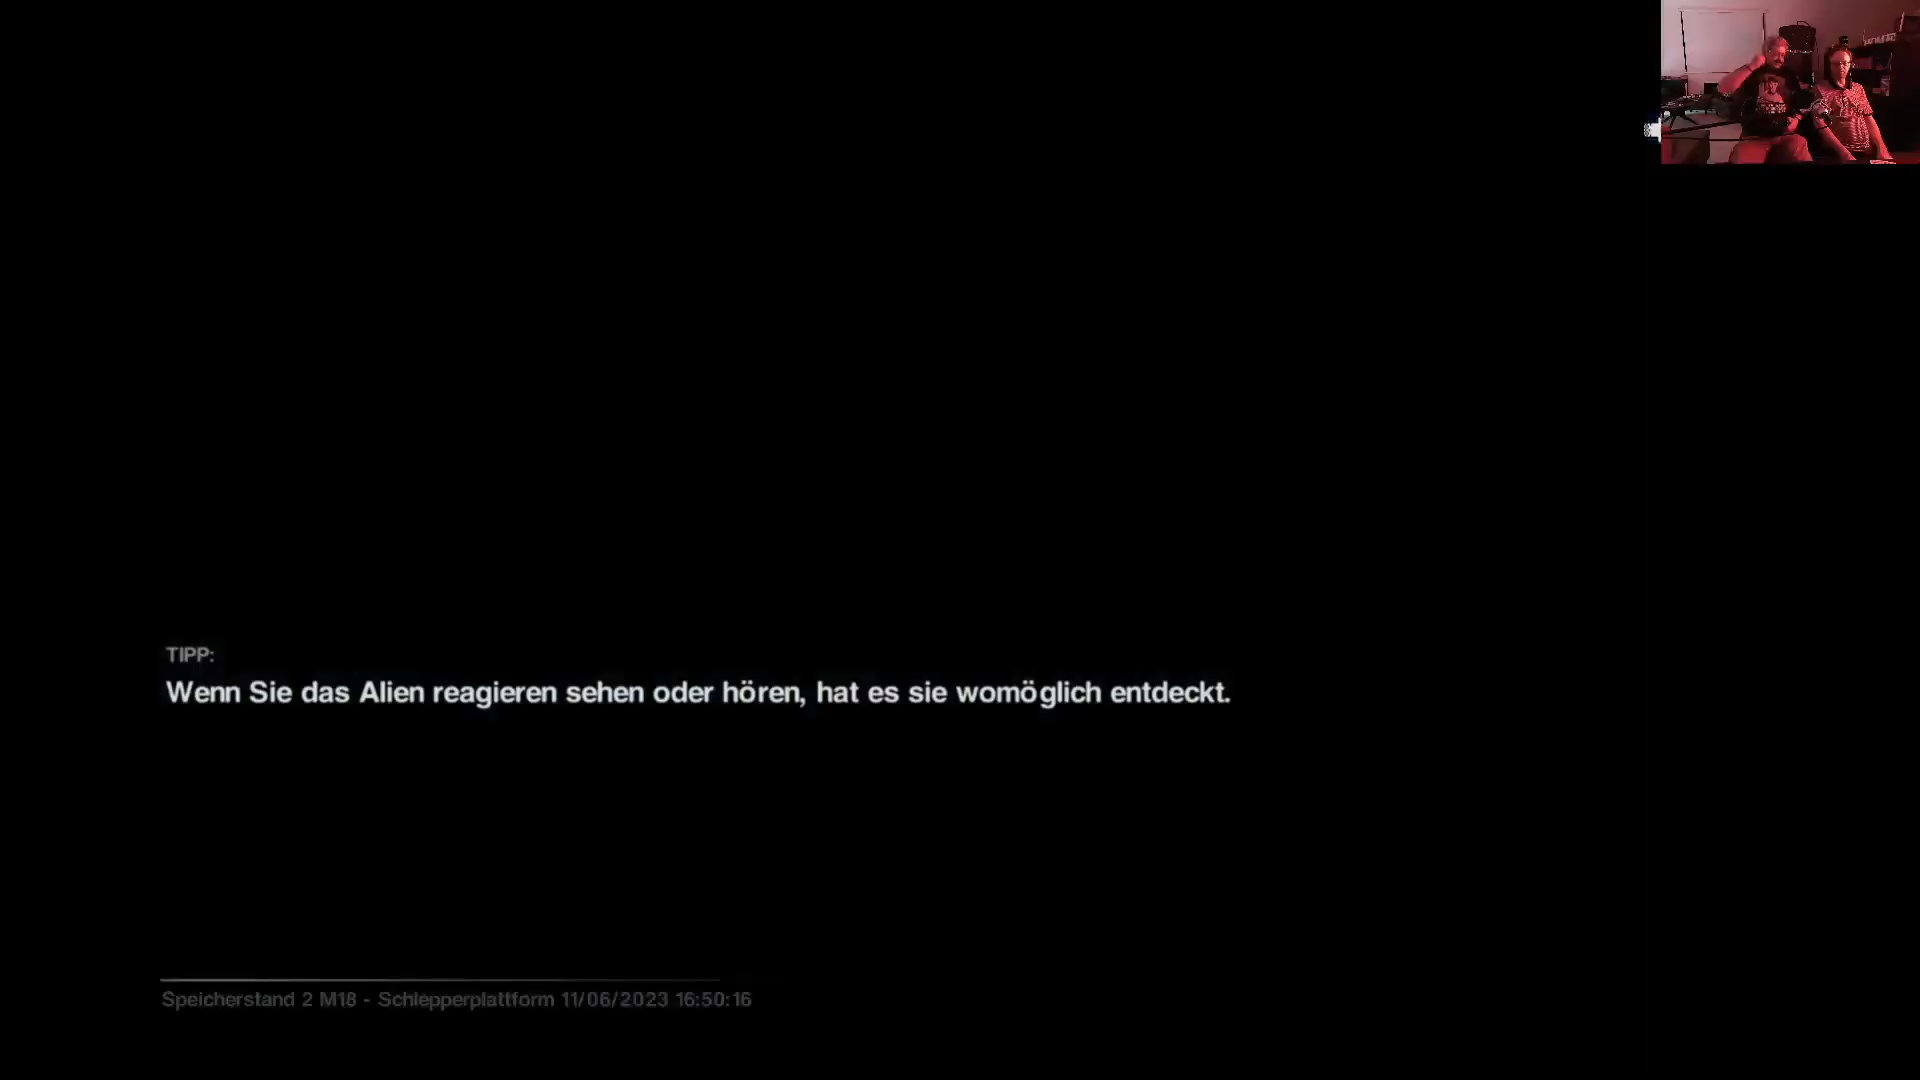 TIPP:
Wenn Sie das Alien reagieren sehen oder hören, hat es sie womöglich entdeckt.
Speicherstand 2 M18 - Schlepperplattform 11/06/2023 16:50:16